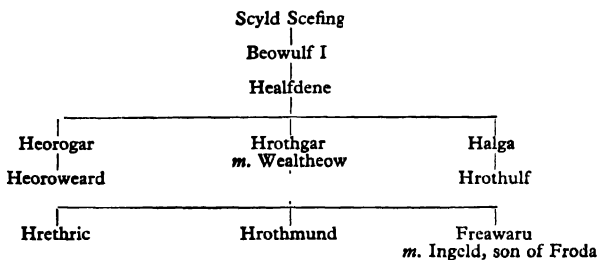 Scyld Scefing
Beowulf I
Healfdene
Heorogar Hrothgar Halga
m. Wealtheow
Heoroweard Hrothulf
Hrethric Hrothmund Freawaru
m. Ingeld, son of Froda